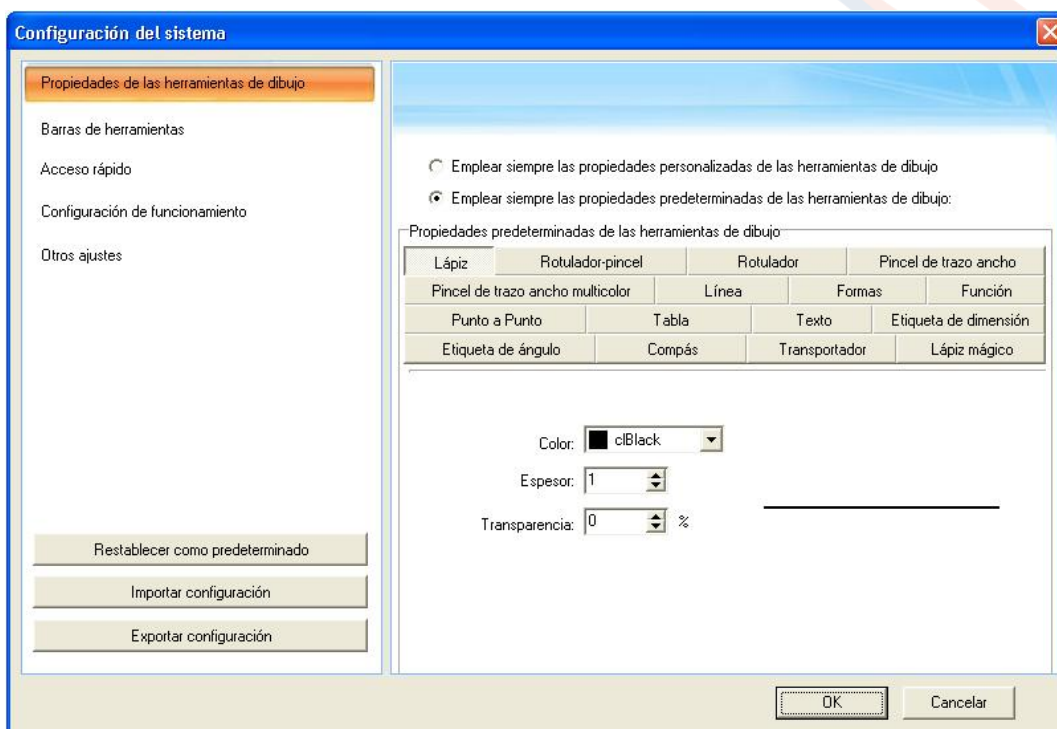 Configuración del sistema
Propiedades de las herramientas de dibujo
Barras de herramientas
Acceso rápido
Configuración de funcionamiento
Otros ajustes
Restablecer como predeterminado
Importar configuración
Exportar configuración
Emplear siempre las propiedades personalizadas de las herramientas de dibujo
Emplear siempre las propiedades predeterminadas de las herramientas de dibujo:
Propiedades predeterminadas de las herramientas de dibujo
Lápiz Rotulador-pincel Rotulador Pincel de trazo ancho
Pincel de trazo ancho multicolor Línea Formas Función
Punto a Punto Tabla Texto Etiqueta de dimensión
Etiqueta de ángulo Compás Transportador Lápiz mágico
Color: clBlack
Espesor: 1
Transparencia: 0 %
OK Cancelar